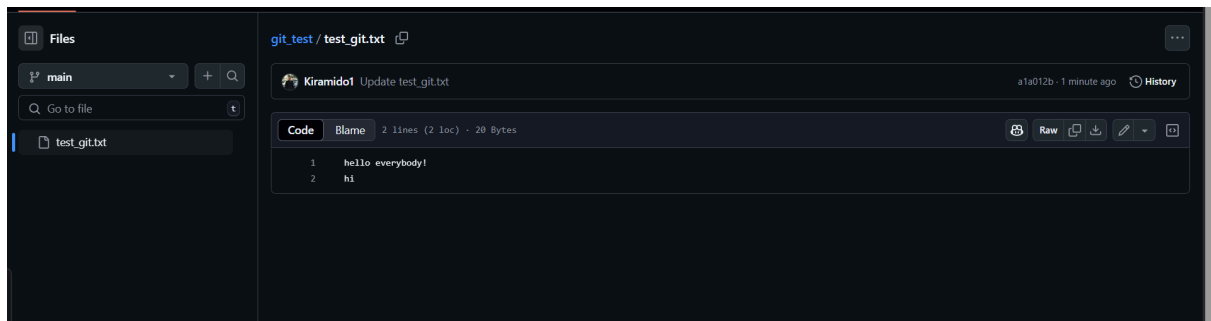 Files
main
Go to file
t
test_git.txt
git_test / test_git.txt
Kiramido1 Update test_git.txt
a1a012b · 1 minute ago
History
Code Blame 2 lines (2 loc) · 20 Bytes
Raw
1 hello everybody!
2 hi